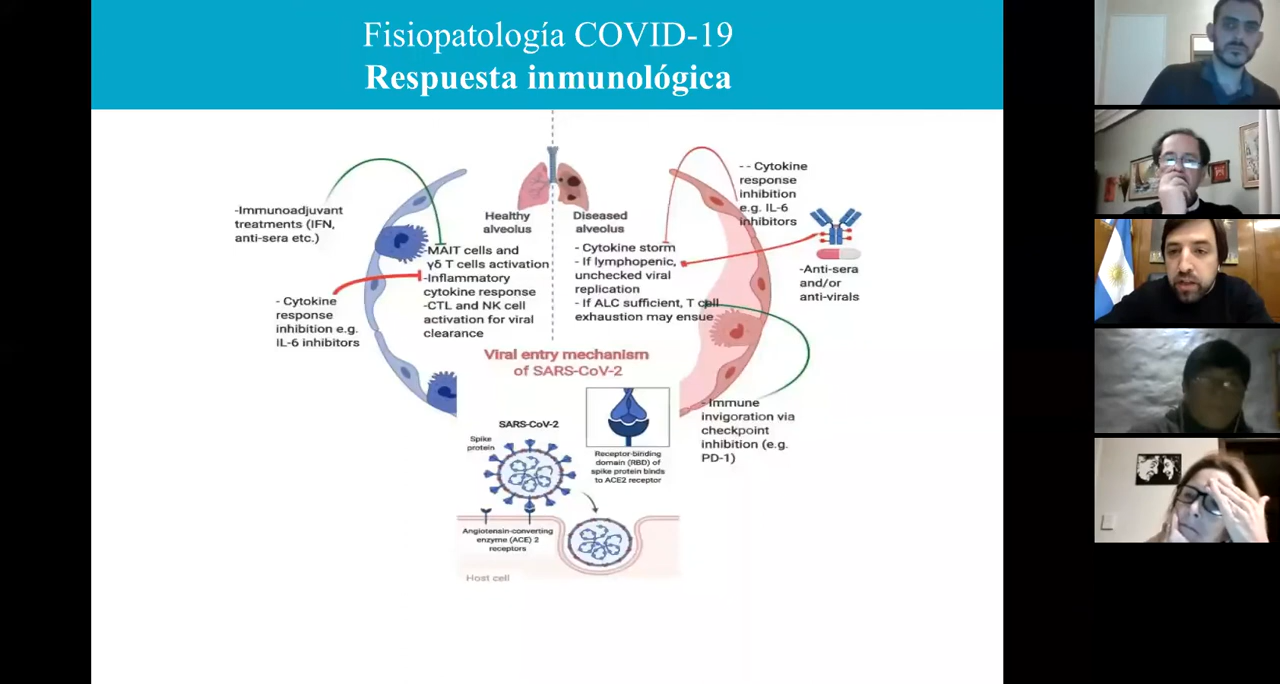 Fisiopatología COVID-19
Respuesta inmunológica
-Immunoadjuvant
treatments (IFN,
anti-sera etc.)
- Cytokine
response
inhibition e.g.
IL-6 inhibitors
Healthy
alveolus
-MAIT cells and
γδ T cells activation
-Inflammatory
cytokine response
-CTL and NK cell
activation for viral
clearance
Diseased
alveolus
- Cytokine storm
- If lymphopenic,
unchecked viral
replication
- If ALC sufficient, T cell
exhaustion may ensue
- - Cytokine
response
inhibition
e.g. IL-6
inhibitors
-Anti-sera
and/or
anti-virals
- Immune
invigoration via
checkpoint
inhibition (e.g.
PD-1)
Viral entry mechanism
of SARS-CoV-2
SARS-CoV-2
Spike
protein
Receptor-binding
domain (RBD) of
spike protein binds
to ACE2 receptor
Angiotenain-converting
enzyme (ACE) 2
receptors
Host cell